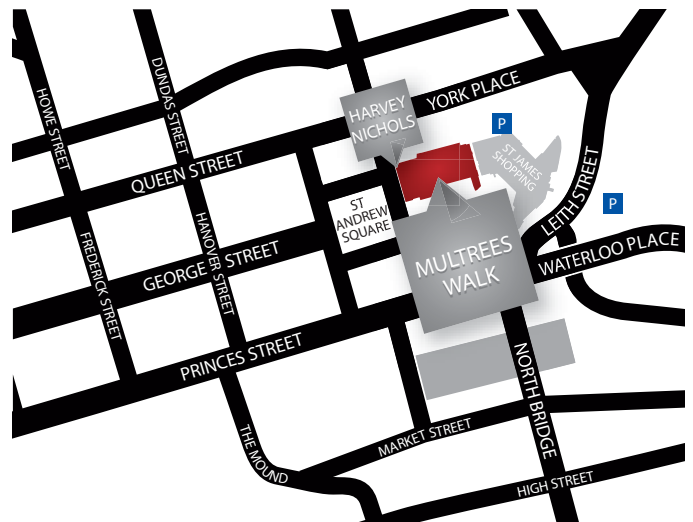 YORK PLACE
HARVEY
NICHOLS
P
DUNDAS STREET
HOWE STREET
QUEEN STREET
ST JAMES
SHOPPING
P
LEITH STREET
ST
ANDREW
SQUARE
HANOVER STREET
FREDERICK STREET
GEORGE STREET
MULTREES
WALK
WATERLOO PLACE
PRINCES STREET
NORTH BRIDGE
THE MOUND
MARKET STREET
HIGH STREET